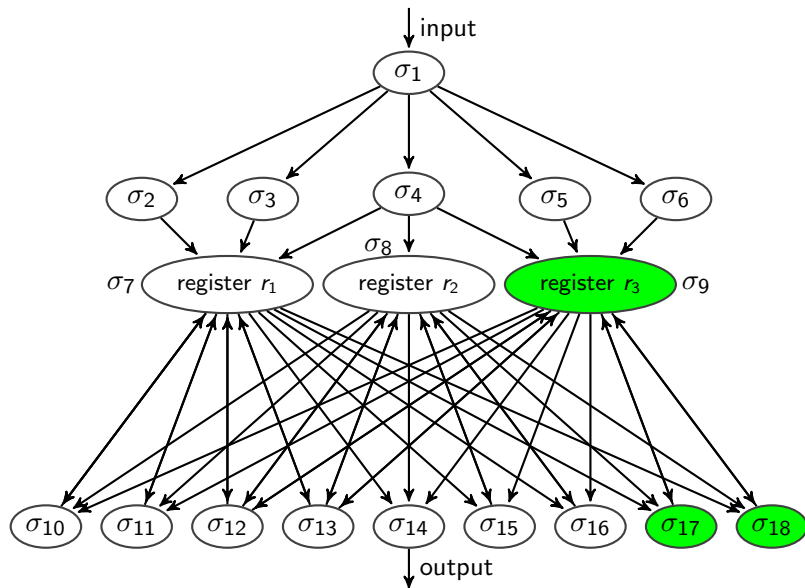 input
σ1
σ2 σ3 σ4 σ5 σ6
σ8
σ7 register r1 register r2 register r3 σ9
σ10 σ11 σ12 σ13 σ14 σ15 σ16 σ17 σ18
output